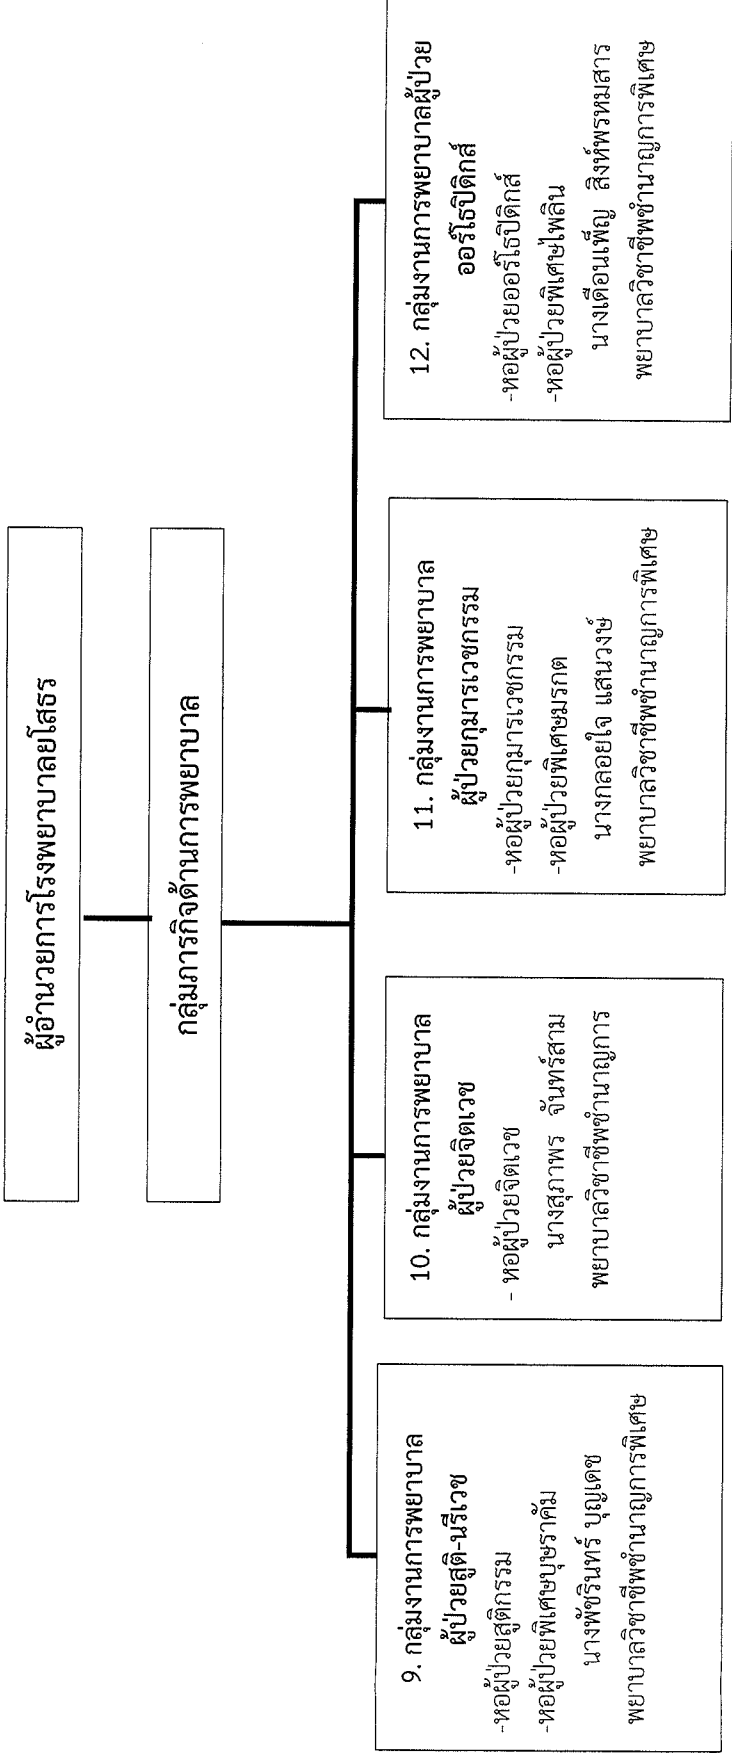 ผู้อำนวยการโรงพยาบาลยโสธร
กลุ่มภารกิจด้านการพยาบาล
9. กลุ่มงานการพยาบาล
ผู้ป่วยสูติ-นรีเวช
-หอผู้ป่วยสูติกรรม
-หอผู้ป่วยพิเศษบุษราคัม
นางพัชรินทร์ บุญเดช
พยาบาลวิชาชีพชำนาญการพิเศษ
10. กลุ่มงานการพยาบาล
ผู้ป่วยจิตเวช
- หอผู้ป่วยจิตเวช
นางสุภาพร จันทร์สาม
พยาบาลวิชาชีพชำนาญการ
11. กลุ่มงานการพยาบาล
ผู้ป่วยกุมารเวชกรรม
-หอผู้ป่วยกุมารเวชกรรม
-หอผู้ป่วยพิเศษมรกต
นางกลอยใจ แสนวงษ์
พยาบาลวิชาชีพชำนาญการพิเศษ
12. กลุ่มงานการพยาบาลผู้ป่วย
ออร์โธปิดิกส์
-หอผู้ป่วยออร์โธปิดิกส์
-หอผู้ป่วยพิเศษไพลิน
นางเดือนเพ็ญ สิงห์พรหมสาร
พยาบาลวิชาชีพชำนาญการพิเศษ